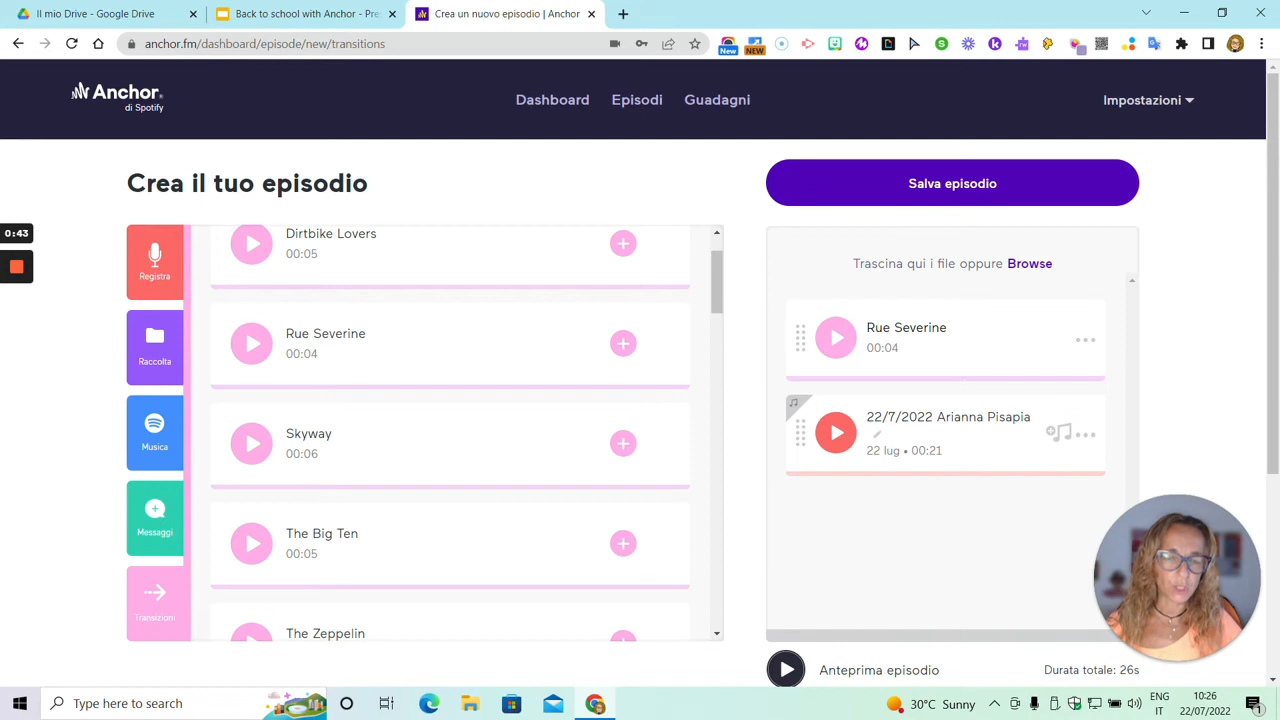 Il mio Drive - Google Drive
Back to school with Anchor - Pre
Crea un nuovo episodio | Anchor
anchor.fm/dashboard/episode/new/transitions
New
NEW
Anchor
di Spotify
Dashboard
Episodi
Guadagni
Impostazioni
Crea il tuo episodio
Salva episodio
0:43
Registra
Raccolta
Musica
Messaggi
Transizioni
Dirtbike Lovers
00:05
Rue Severine
00:04
Skyway
00:06
The Big Ten
00:05
The Zeppelin
Trascina qui i file oppure Browse
Rue Severine
00:04
22/7/2022 Arianna Pisapia
22 lug • 00:21
Anteprima episodio
Durata totale: 26s
Type here to search
30°C Sunny
ENG
IT
10:26
22/07/2022
1